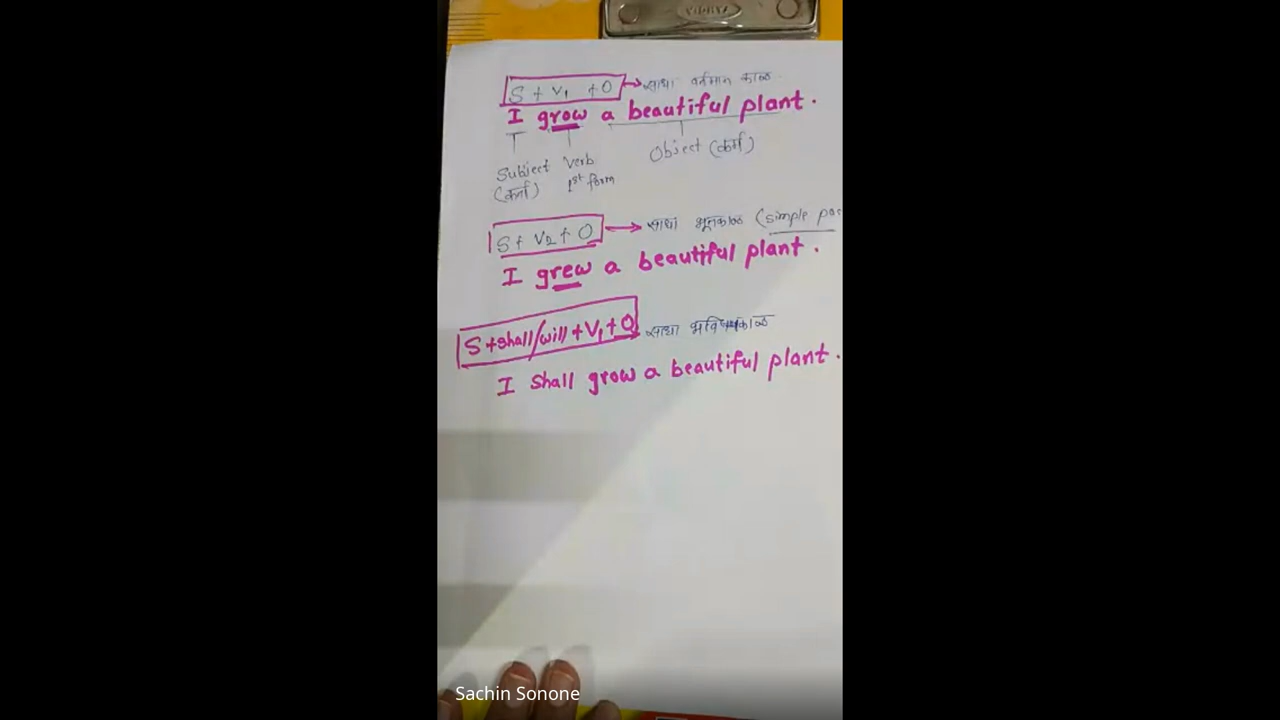 S + V1 + O → साधा वर्तमान काळ.
I grow a beautiful plant.
Subject Verb Object (कर्म)
(कर्ता) 1st form
S + V2 + O → साधा भूतकाळ (simple pas
I grew a beautiful plant.
S + shall/will + V1 + O साधा भविष्यकाळ
I shall grow a beautiful plant.
Sachin Sonone